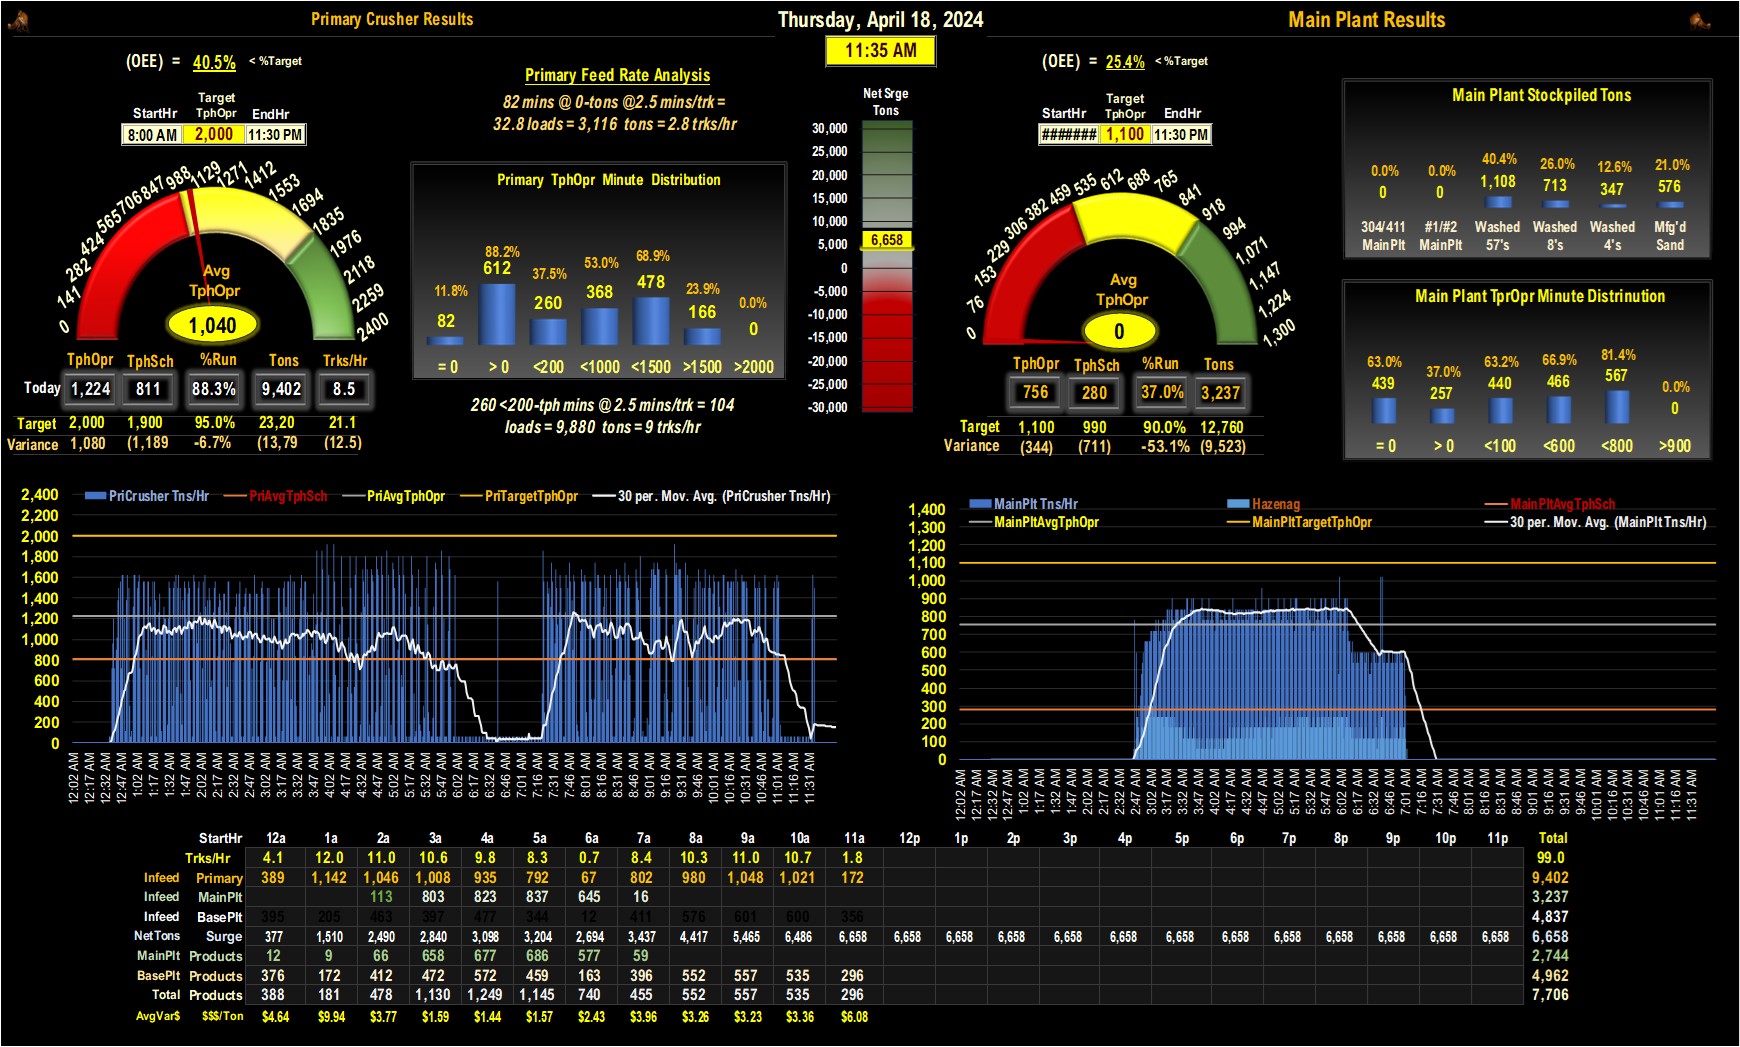 Primary Crusher Results
Thursday, April 18, 2024
Main Plant Results
11:35 AM
(OEE) = 40.5% < %Target
Target
StartHr TphOpr EndHr
8:00 AM 2,000 11:30 PM
0 141 282 424 565 706 847 988 1129 1271 1412 1553 1694 1835 1976 2118 2259 2400
Avg
TphOpr
1,040
TphOpr TphSch %Run Tons Trks/Hr
Today 1,224 811 88.3% 9,402 8.5
Target 2,000 1,900 95.0% 23,20 21.1
Variance 1,080 (1,189 -6.7% (13,79 (12.5)
Primary Feed Rate Analysis
82 mins @ 0-tons @2.5 mins/trk =
32.8 loads = 3,116 tons = 2.8 trks/hr
Primary TphOpr Minute Distribution
11.8% 88.2% 37.5% 53.0% 68.9% 23.9% 0.0%
82 612 260 368 478 166 0
= 0 > 0 <200 <1000 <1500 >1500 >2000
260 <200-tph mins @ 2.5 mins/trk = 104
loads = 9,880 tons = 9 trks/hr
Net Srge
Tons
30,000
25,000
20,000
15,000
10,000
6,658
5,000
0
-5,000
-10,000
-15,000
-20,000
-25,000
-30,000
(OEE) = 25.4% < %Target
Target
StartHr TphOpr EndHr
####### 1,100 11:30 PM
0 76 153 229 306 382 459 535 612 688 765 841 918 994 1,071 1,147 1,224 1,300
Avg
TphOpr
0
TphOpr TphSch %Run Tons
756 280 37.0% 3,237
Target 1,100 990 90.0% 12,760
Variance (344) (711) -53.1% (9,523)
Main Plant Stockpiled Tons
0.0% 0.0% 40.4% 26.0% 12.6% 21.0%
0 0 1,108 713 347 576
304/411 #1/#2 Washed Washed Washed Mfg'd
MainPlt MainPlt 57's 8's 4's Sand
Main Plant TprOpr Minute Distrinution
63.0% 37.0% 63.2% 66.9% 81.4% 0.0%
439 257 440 466 567 0
= 0 > 0 <100 <600 <800 >900
PriCrusher Tns/Hr PriAvgTphSch PriAvgTphOpr PriTargetTphOpr 30 per. Mov. Avg. (PriCrusher Tns/Hr)
2,400
2,200
2,000
1,800
1,600
1,400
1,200
1,000
800
600
400
200
0
12:02 AM 12:17 AM 12:32 AM 12:47 AM 1:02 AM 1:17 AM 1:32 AM 1:47 AM 2:02 AM 2:17 AM 2:32 AM 2:47 AM 3:02 AM 3:17 AM 3:32 AM 3:47 AM 4:02 AM 4:17 AM 4:32 AM 4:47 AM 5:02 AM 5:17 AM 5:32 AM 5:47 AM 6:02 AM 6:17 AM 6:32 AM 6:46 AM 7:01 AM 7:16 AM 7:31 AM 7:46 AM 8:01 AM 8:16 AM 8:31 AM 8:46 AM 9:01 AM 9:16 AM 9:31 AM 9:46 AM 10:01 AM 10:16 AM 10:31 AM 10:46 AM 11:01 AM 11:16 AM 11:31 AM
MainPlt Tns/Hr Hazenag MainPltAvgTphSch
MainPltAvgTphOpr MainPltTargetTphOpr 30 per. Mov. Avg. (MainPlt Tns/Hr)
1,400
1,300
1,200
1,100
1,000
900
800
700
600
500
400
300
200
100
0
12:02 AM 12:17 AM 12:32 AM 12:47 AM 1:02 AM 1:17 AM 1:32 AM 1:47 AM 2:02 AM 2:17 AM 2:32 AM 2:47 AM 3:02 AM 3:17 AM 3:32 AM 3:47 AM 4:02 AM 4:17 AM 4:32 AM 4:47 AM 5:02 AM 5:17 AM 5:32 AM 5:47 AM 6:02 AM 6:17 AM 6:32 AM 6:46 AM 7:01 AM 7:16 AM 7:31 AM 7:46 AM 8:01 AM 8:16 AM 8:31 AM 8:46 AM 9:01 AM 9:16 AM 9:31 AM 9:46 AM 10:01 AM 10:16 AM 10:31 AM 10:46 AM 11:01 AM 11:16 AM 11:31 AM
StartHr 12a 1a 2a 3a 4a 5a 6a 7a 8a 9a 10a 11a 12p 1p 2p 3p 4p 5p 6p 7p 8p 9p 10p 11p Total
Trks/Hr 4.1 12.0 11.0 10.6 9.8 8.3 0.7 8.4 10.3 11.0 10.7 1.8 99.0
Infeed Primary 389 1,142 1,046 1,008 935 792 67 802 980 1,048 1,021 172 9,402
Infeed MainPlt 113 803 823 837 645 16 3,237
Infeed BasePlt 395 205 463 397 477 344 12 411 576 601 600 356 4,837
NetTons Surge 377 1,510 2,490 2,840 3,098 3,204 2,694 3,437 4,417 5,465 6,486 6,658 6,658 6,658 6,658 6,658 6,658 6,658 6,658 6,658 6,658 6,658 6,658 6,658 6,658
MainPlt Products 12 9 66 658 677 686 577 59 2,744
BasePlt Products 376 172 412 472 572 459 163 396 552 557 535 296 4,962
Total Products 388 181 478 1,130 1,249 1,145 740 455 552 557 535 296 7,706
AvgVar$ $$$/Ton $4.64 $9.94 $3.77 $1.59 $1.44 $1.57 $2.43 $3.96 $3.26 $3.23 $3.36 $6.08